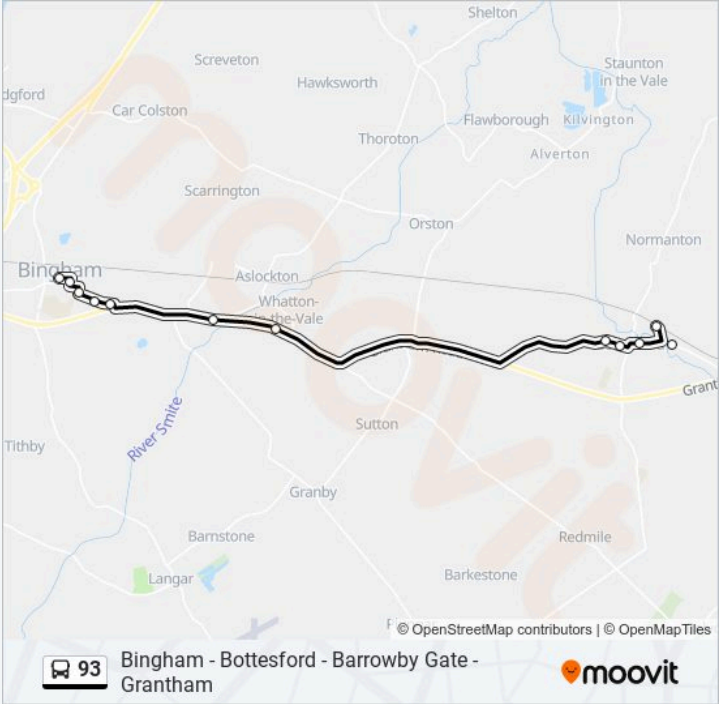 Shelton
Screveton
Staunton
in the Vale
Hawksworth
dgford
Car Colston
Flawborough
Kilvington
Thoroton
Alverton
Scarrington
Orston
Normanton
Bingham
Aslockton
Whatton-
in-the-Vale
Grant
River Smite
Sutton
Tithby
Granby
Barnstone
Redmile
Langar
Barkestone
moovit
© OpenStreetMap contributors | © OpenMapTiles
93
Bingham - Bottesford - Barrowby Gate -
Grantham
moovit